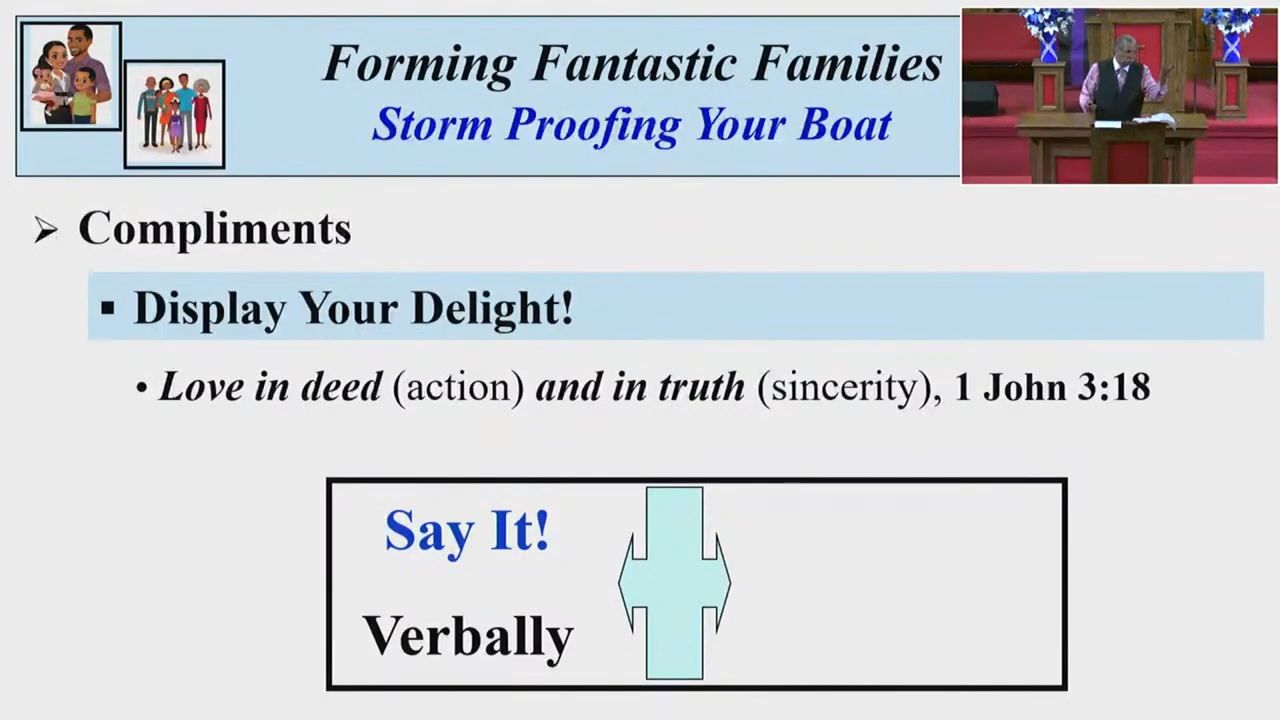 Forming Fantastic Families
Storm Proofing Your Boat
➢ Compliments
▪ Display Your Delight!
• Love in deed (action) and in truth (sincerity), 1 John 3:18
Say It!
Verbally